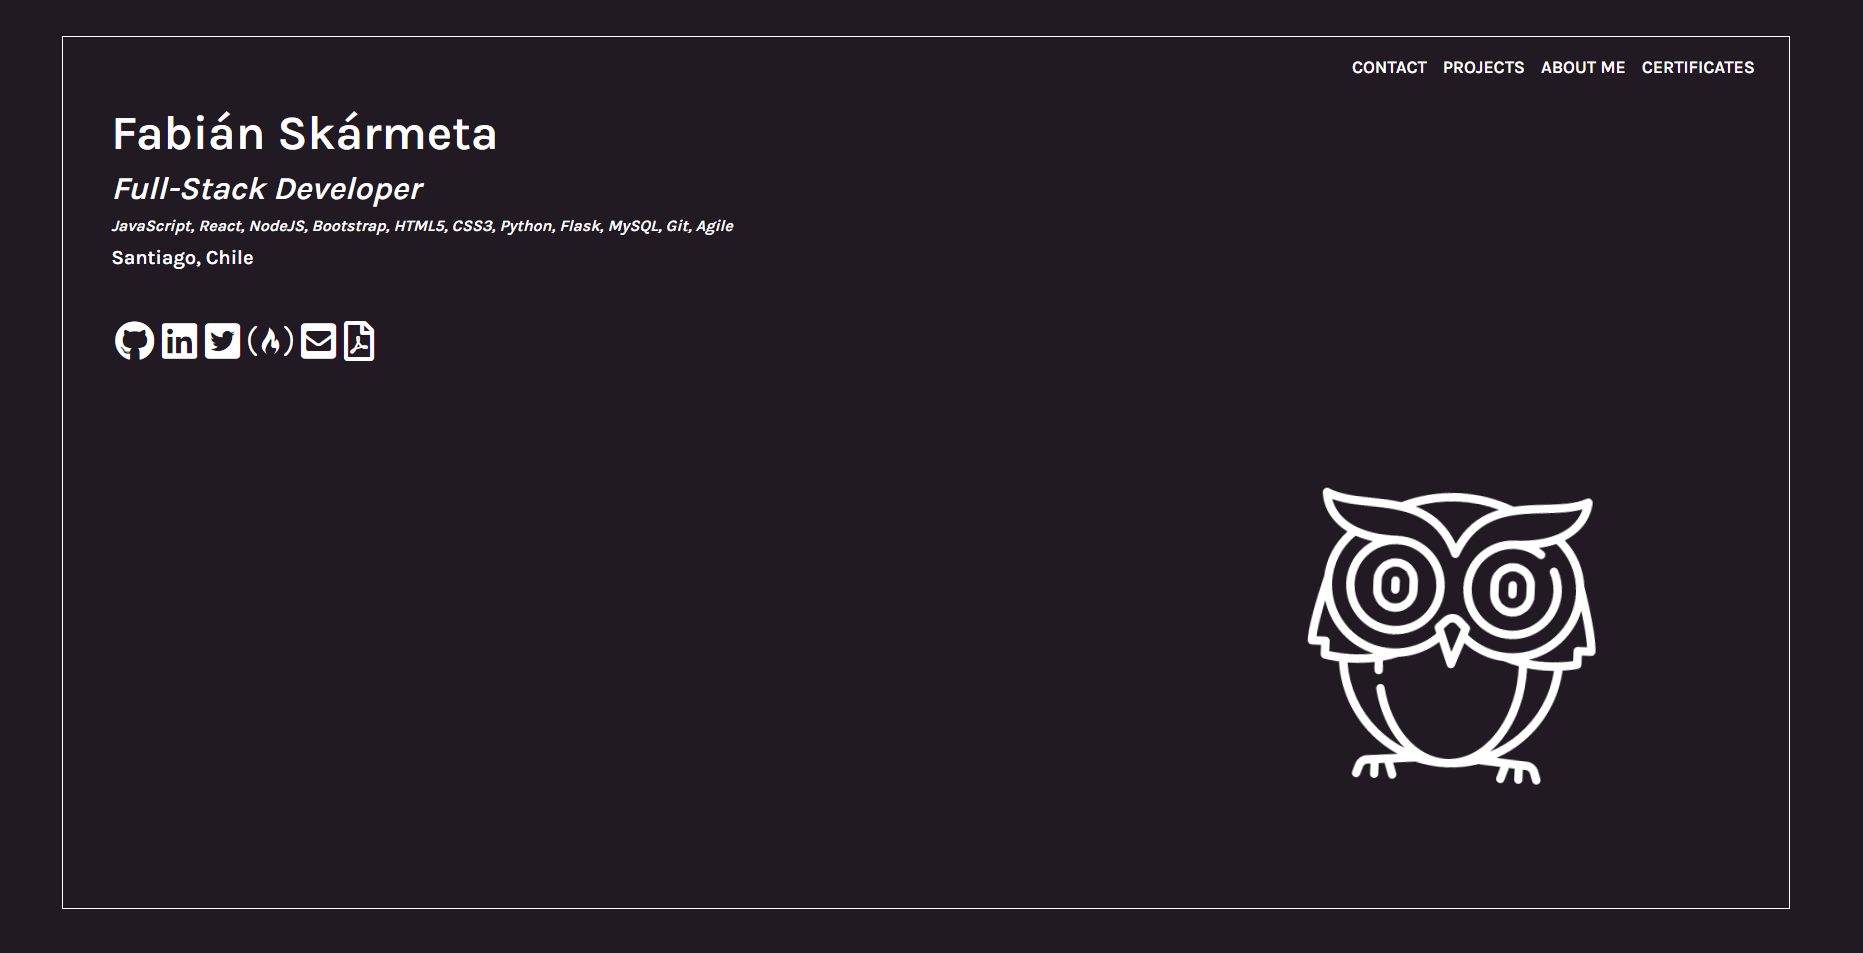 CONTACT PROJECTS ABOUT ME CERTIFICATES
Fabián Skármeta
Full-Stack Developer
JavaScript, React, NodeJS, Bootstrap, HTML5, CSS3, Python, Flask, MySQL, Git, Agile
Santiago, Chile